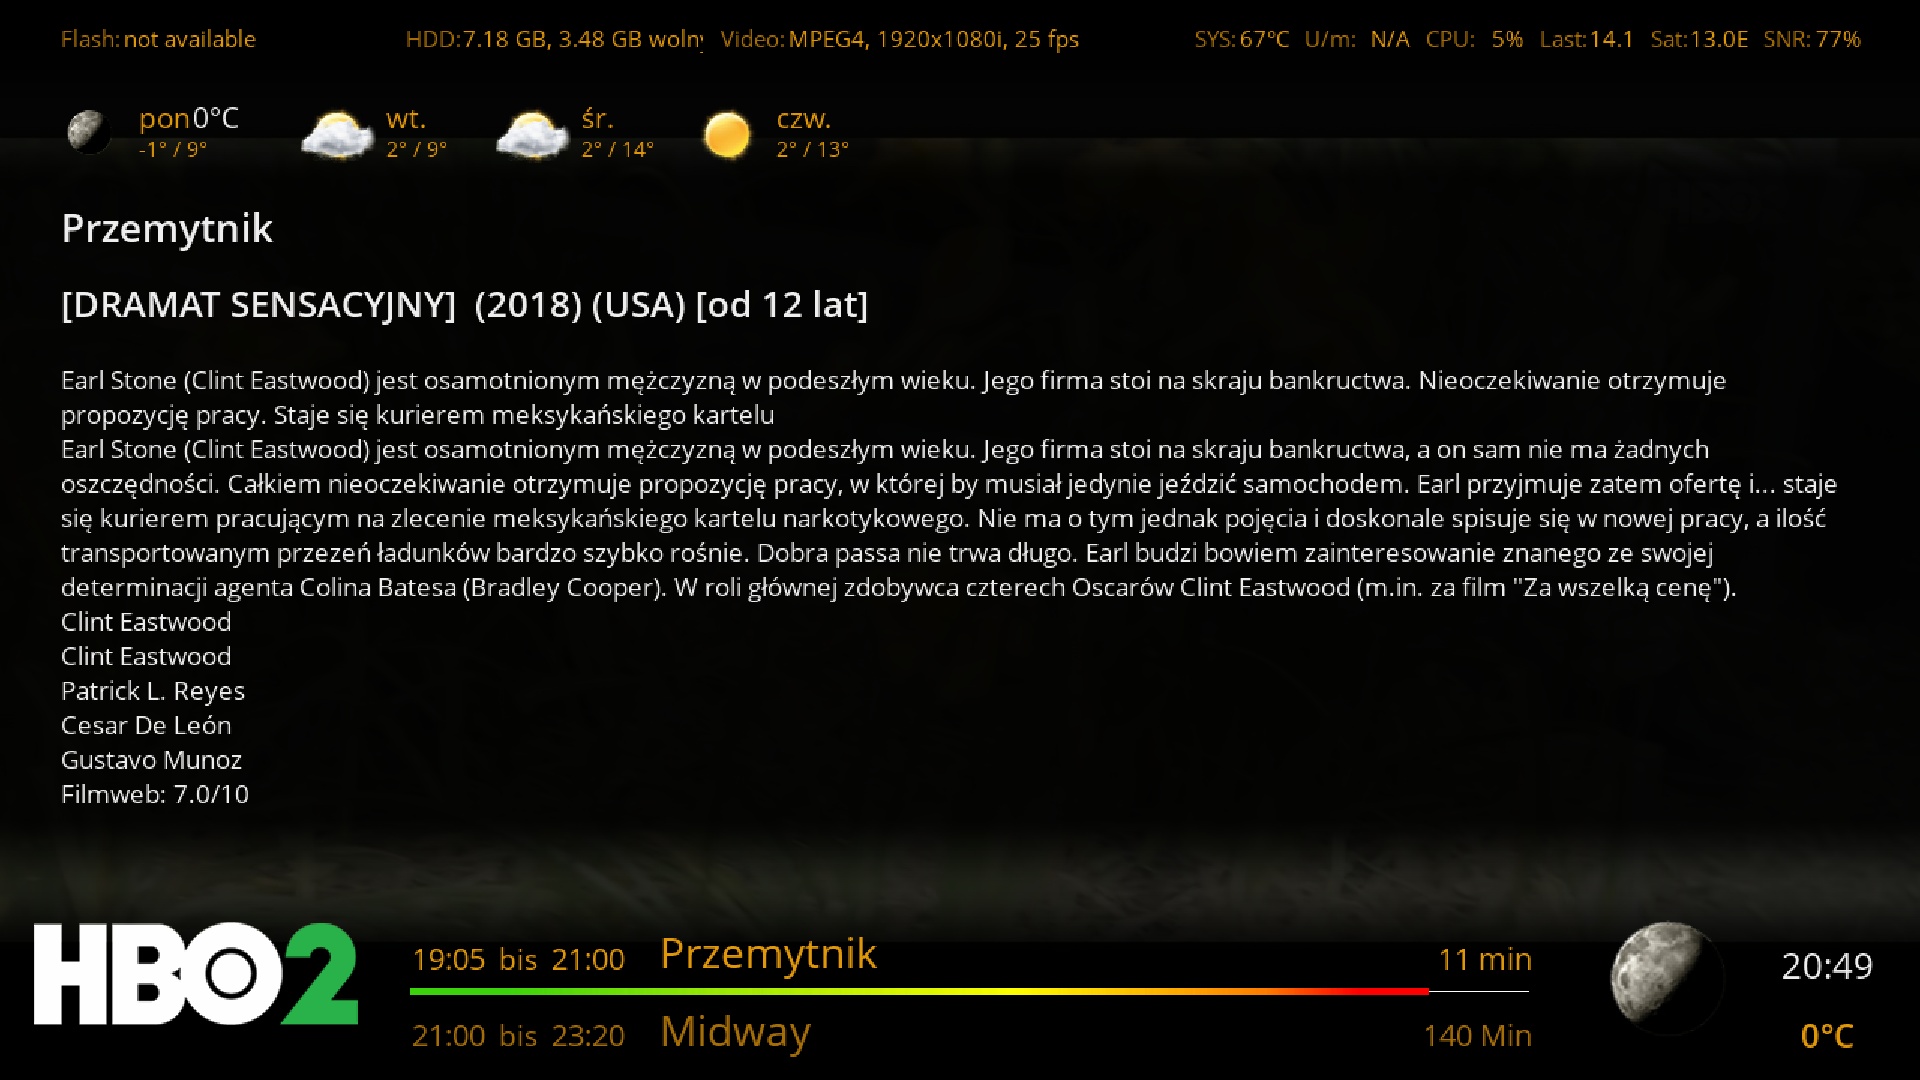 Flash: not available HDD: 7.18 GB, 3.48 GB wolny Video: MPEG4, 1920x1080i, 25 fps SYS: 67°C U/m: N/A CPU: 5% Last: 14.1 Sat: 13.0E SNR: 77%
pon 0°C wt. śr. czw.
-1° / 9° 2° / 9° 2° / 14° 2° / 13°
Przemytnik
[DRAMAT SENSACYJNY] (2018) (USA) [od 12 lat]
Earl Stone (Clint Eastwood) jest osamotnionym mężczyzną w podeszłym wieku. Jego firma stoi na skraju bankructwa. Nieoczekiwanie otrzymuje
propozycję pracy. Staje się kurierem meksykańskiego kartelu
Earl Stone (Clint Eastwood) jest osamotnionym mężczyzną w podeszłym wieku. Jego firma stoi na skraju bankructwa, a on sam nie ma żadnych
oszczędności. Całkiem nieoczekiwanie otrzymuje propozycję pracy, w której by musiał jedynie jeździć samochodem. Earl przyjmuje zatem ofertę i... staje
się kurierem pracującym na zlecenie meksykańskiego kartelu narkotykowego. Nie ma o tym jednak pojęcia i doskonale spisuje się w nowej pracy, a ilość
transportowanym przezeń ładunków bardzo szybko rośnie. Dobra passa nie trwa długo. Earl budzi bowiem zainteresowanie znanego ze swojej
determinacji agenta Colina Batesa (Bradley Cooper). W roli głównej zdobywca czterech Oscarów Clint Eastwood (m.in. za film "Za wszelką cenę").
Clint Eastwood
Clint Eastwood
Patrick L. Reyes
Cesar De León
Gustavo Munoz
Filmweb: 7.0/10
HBO2
19:05 bis 21:00 Przemytnik 11 min 20:49
21:00 bis 23:20 Midway 140 Min 0°C